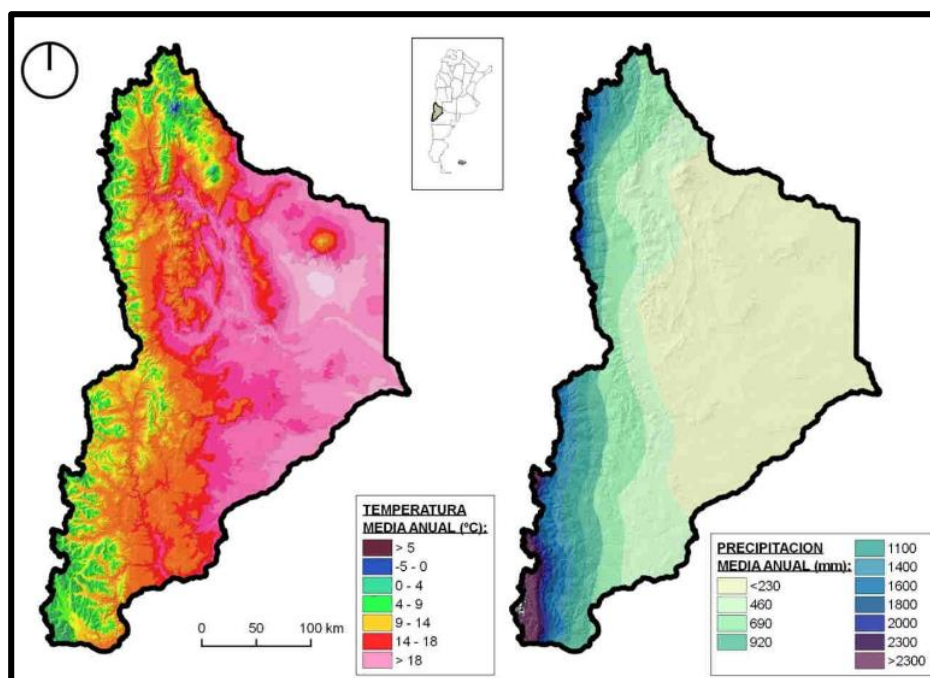 TEMPERATURA
MEDIA ANUAL (°C):
> 5
-5 - 0
0 - 4
4 - 9
9 - 14
14 - 18
> 18
0 50 100 km
PRECIPITACION
MEDIA ANUAL (mm):
<230
460
690
920
1100
1400
1600
1800
2000
2300
>2300